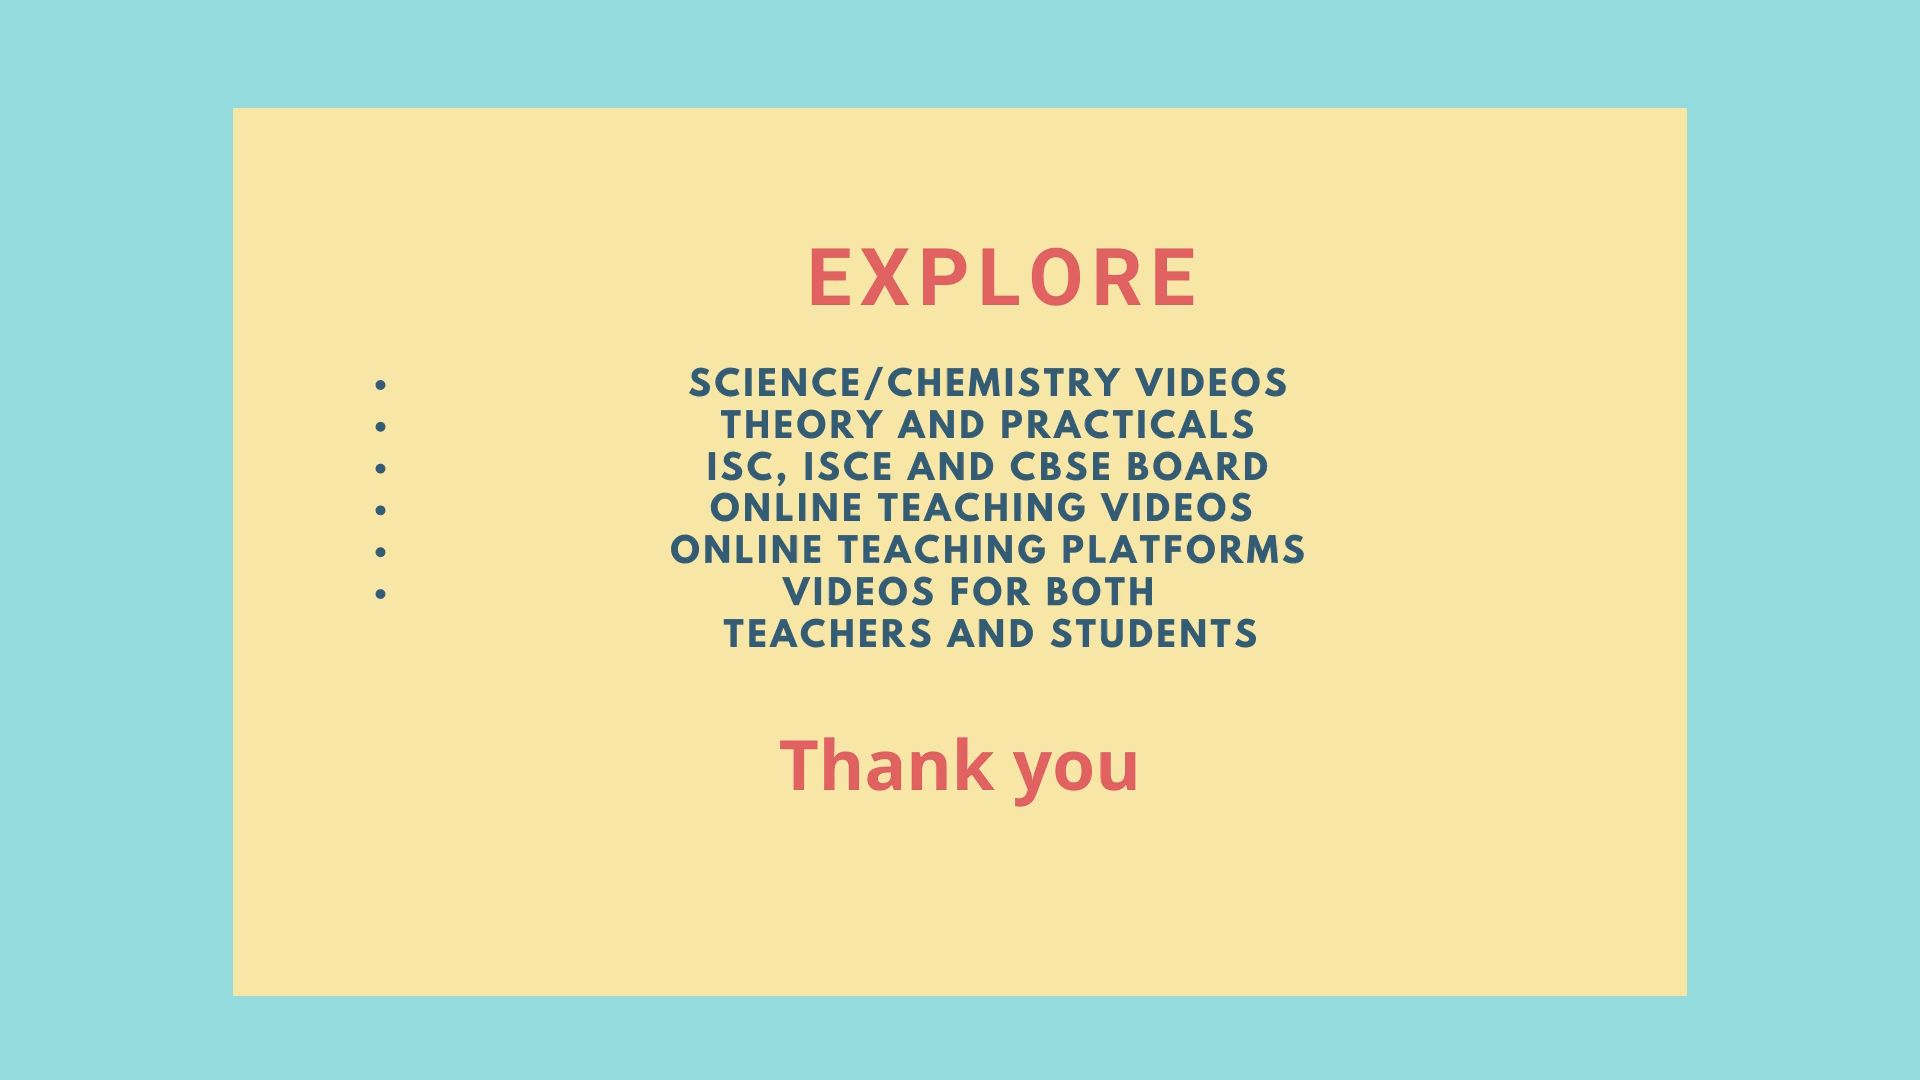 EXPLORE
• SCIENCE/CHEMISTRY VIDEOS
• THEORY AND PRACTICALS
• ISC, ISCE AND CBSE BOARD
• ONLINE TEACHING VIDEOS
• ONLINE TEACHING PLATFORMS
• VIDEOS FOR BOTH
TEACHERS AND STUDENTS
Thank you